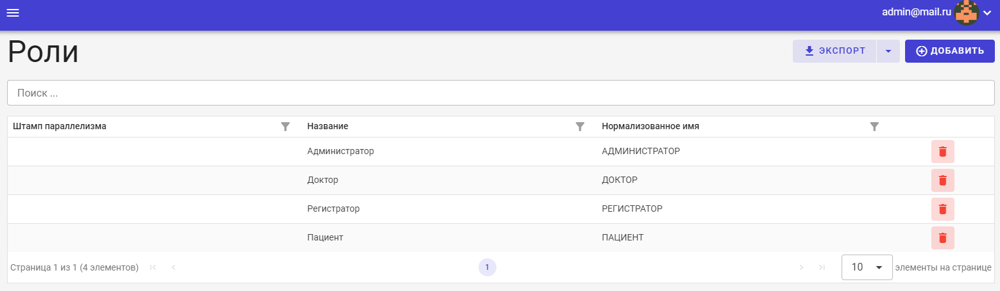 admin@mail.ru
Роли
ЭКСПОРТ
ДОБАВИТЬ
Поиск ...
Штамп параллелизма Название Нормализованное имя
Администратор АДМИНИСТРАТОР
Доктор ДОКТОР
Регистратор РЕГИСТРАТОР
Пациент ПАЦИЕНТ
Страница 1 из 1 (4 элементов) 1 10 элементы на странице